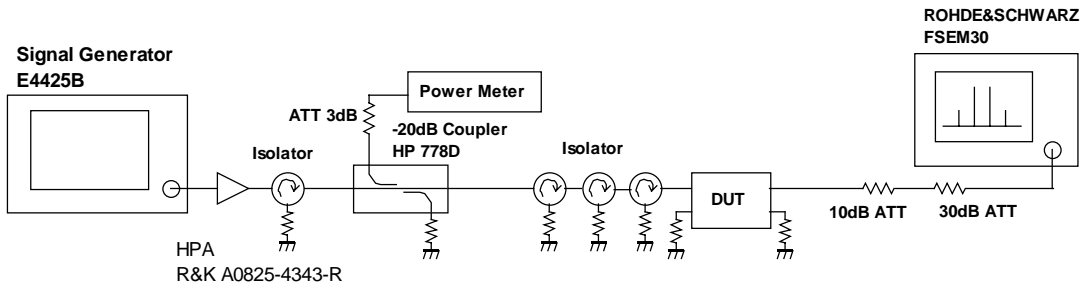 ROHDE&SCHWARZ
FSEM30
Signal Generator
E4425B
Power Meter
ATT 3dB
-20dB Coupler
HP 778D
Isolator
Isolator
DUT
10dB ATT
30dB ATT
HPA
R&K A0825-4343-R